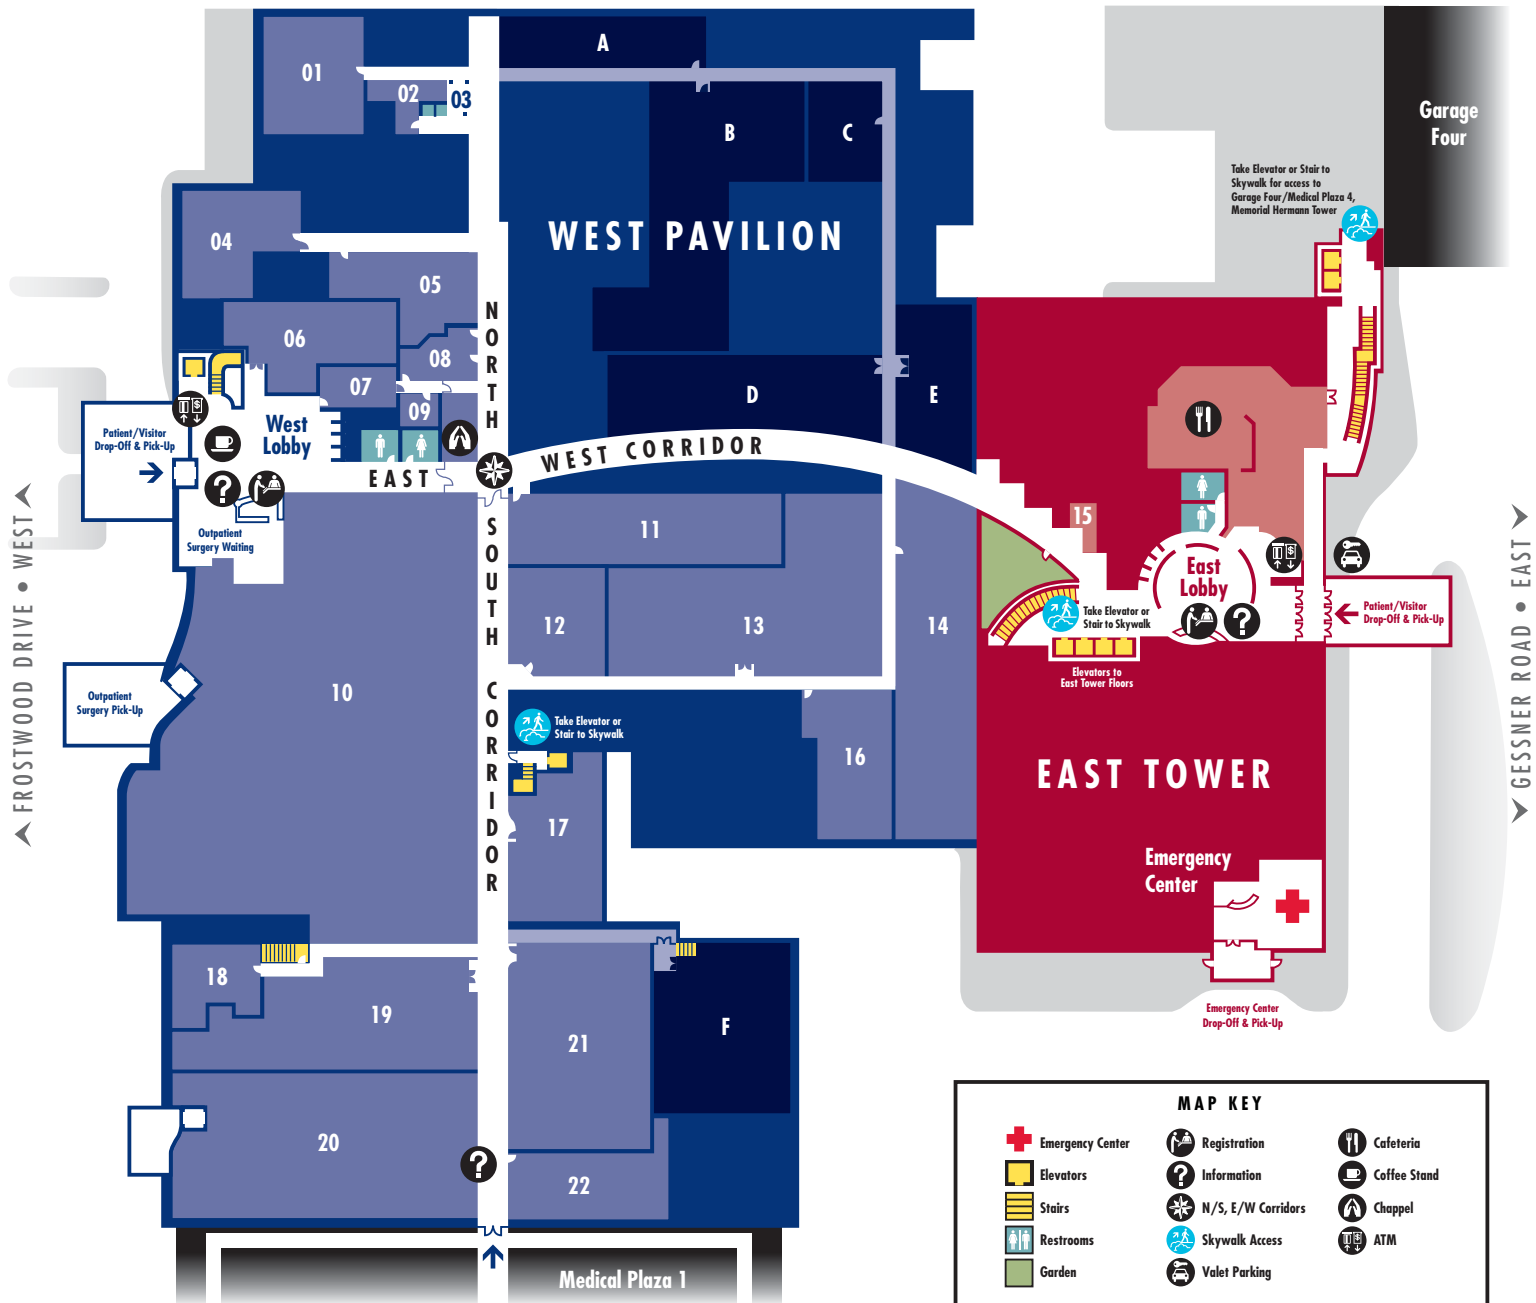 A
01
02
03
B
C
Garage
Four
Take Elevator or Stair to
Skywalk for access to
Garage Four/Medical Plaza 4,
Memorial Hermann Tower
04
WEST PAVILION
05
NORTH
06
08
07
09
D
E
West
Lobby
Patient/Visitor
Drop-Off & Pick-Up
EAST
WEST CORRIDOR
Outpatient
Surgery Waiting
11
15
SOUTH
CORRIDOR
East
Lobby
12
13
14
Take Elevator or
Stair to Skywalk
Patient/Visitor
Drop-Off & Pick-Up
Elevators to
East Tower Floors
FROSTWOOD DRIVE • WEST
GESSNER ROAD • EAST
10
Outpatient
Surgery Pick-Up
Take Elevator or
Stair to Skywalk
16
EAST TOWER
17
Emergency
Center
18
19
21
F
Emergency Center
Drop-Off & Pick-Up
20
22
Medical Plaza 1
MAP KEY
Emergency Center
Registration
Cafeteria
Elevators
Information
Coffee Stand
Stairs
N/S, E/W Corridors
Chappel
Restrooms
Skywalk Access
ATM
Garden
Valet Parking